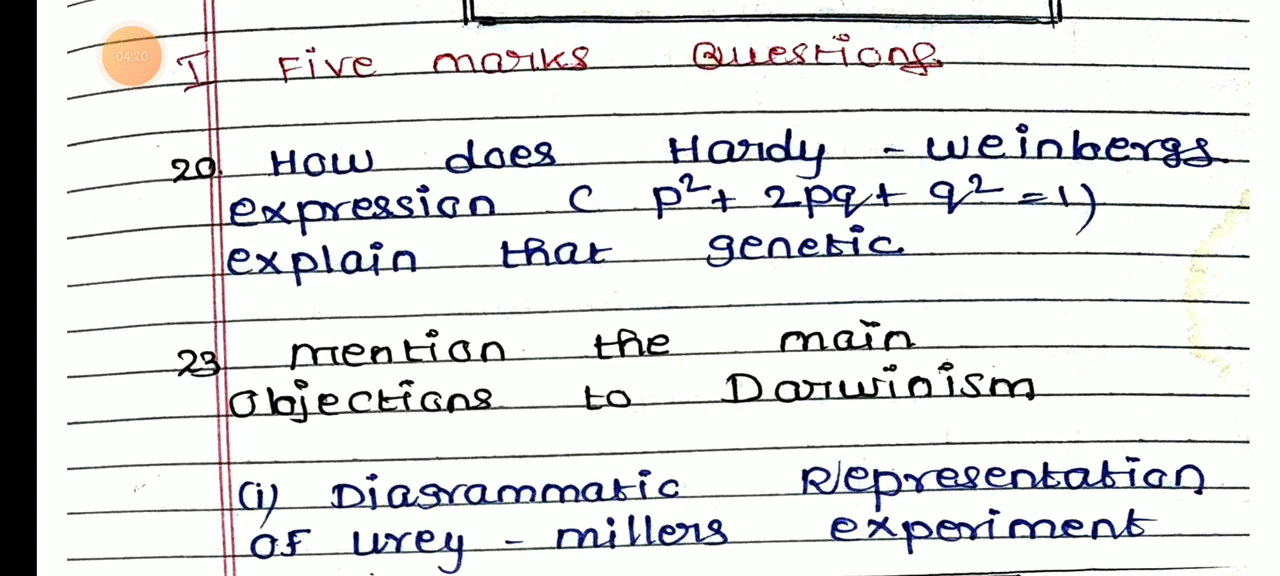 04:20
I Five marks Questions
20. How does Hardy - weinbergs
expression ( p² + 2pq + q² = 1)
explain that genetic
23 mention the main
objections to Darwinism
(i) Diagrammatic Representation
of urey - millers experiment